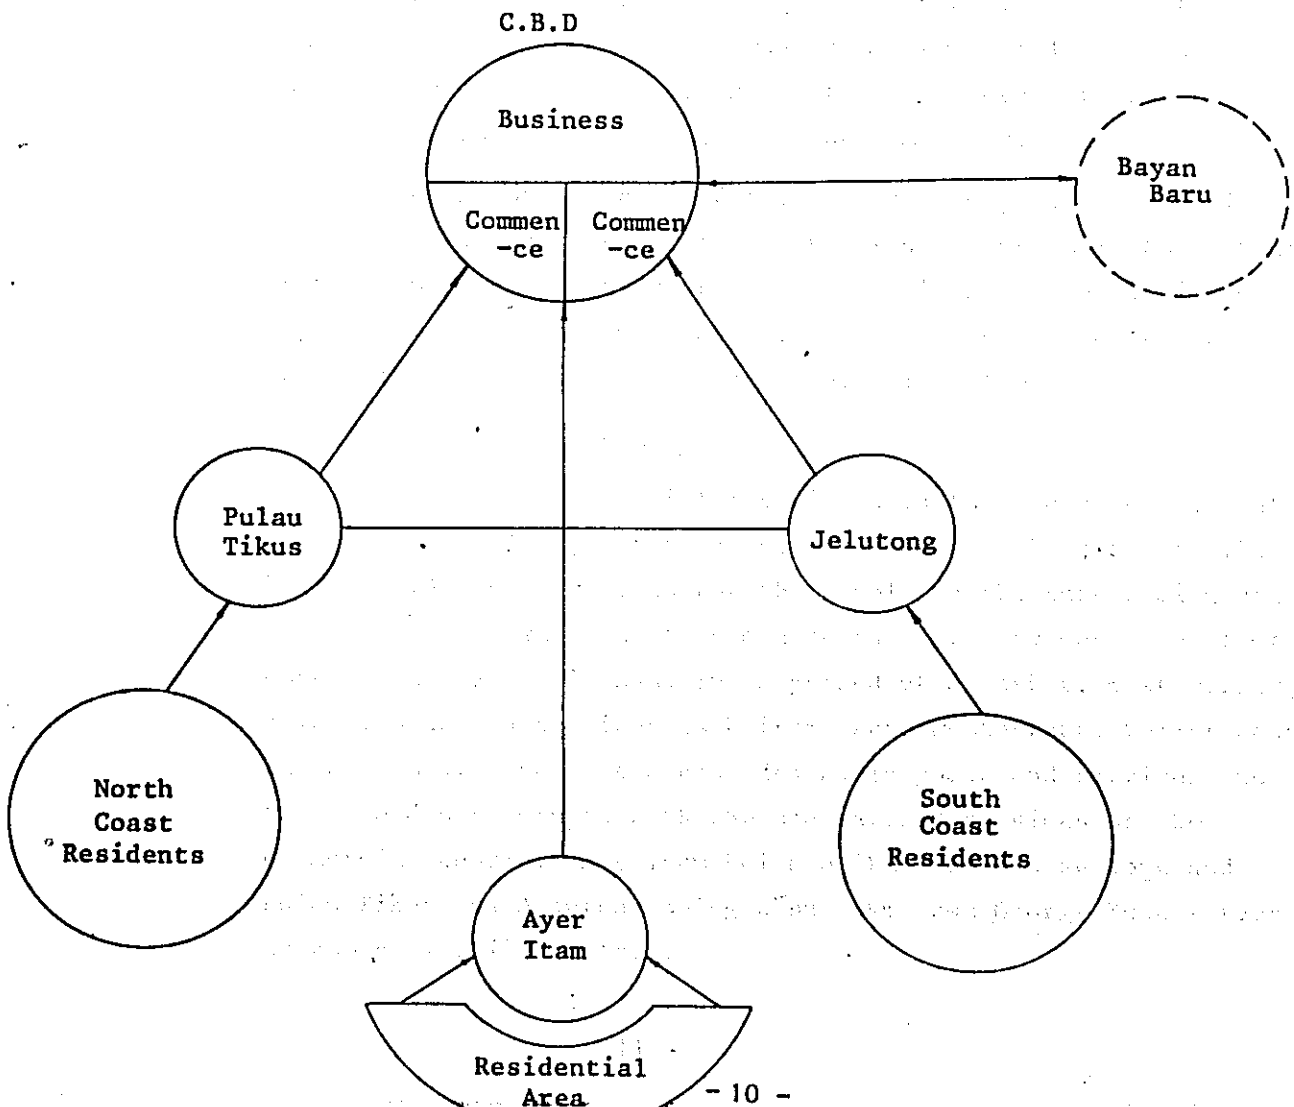 C.B.D
Business
Commen
-ce
Commen
-ce
Bayan
Baru
Pulau
Tikus
Jelutong
North
Coast
Residents
South
Coast
Residents
Ayer
Itam
Residential
Area
- 10 -